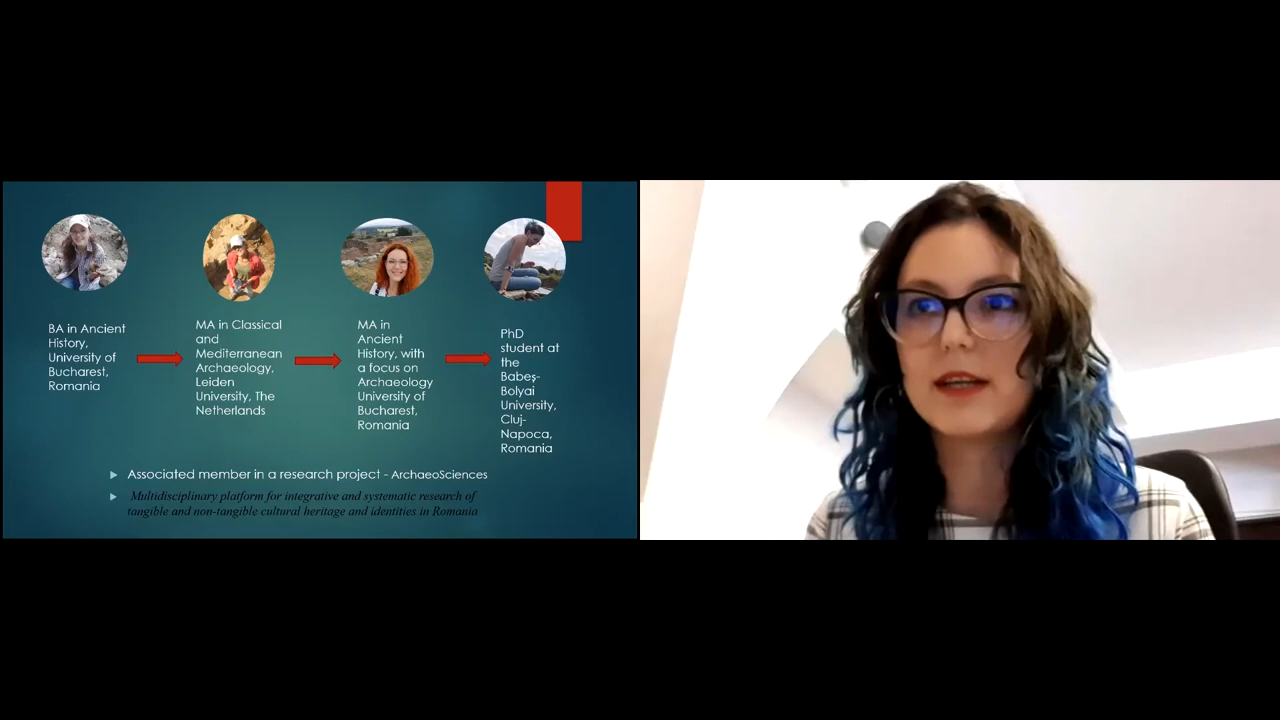 BA in Ancient
History,
University of
Bucharest,
Romania
MA in Classical
and
Mediterranean
Archaeology,
Leiden
University, The
Netherlands
MA in
Ancient
History, with
a focus on
Archaeology
University of
Bucharest,
Romania
PhD
student at
the
Babeș-
Bolyai
University,
Cluj-
Napoca,
Romania
Associated member in a research project - ArchaeoSciences
Multidisciplinary platform for integrative and systematic research of
tangible and non-tangible cultural heritage and identities in Romania